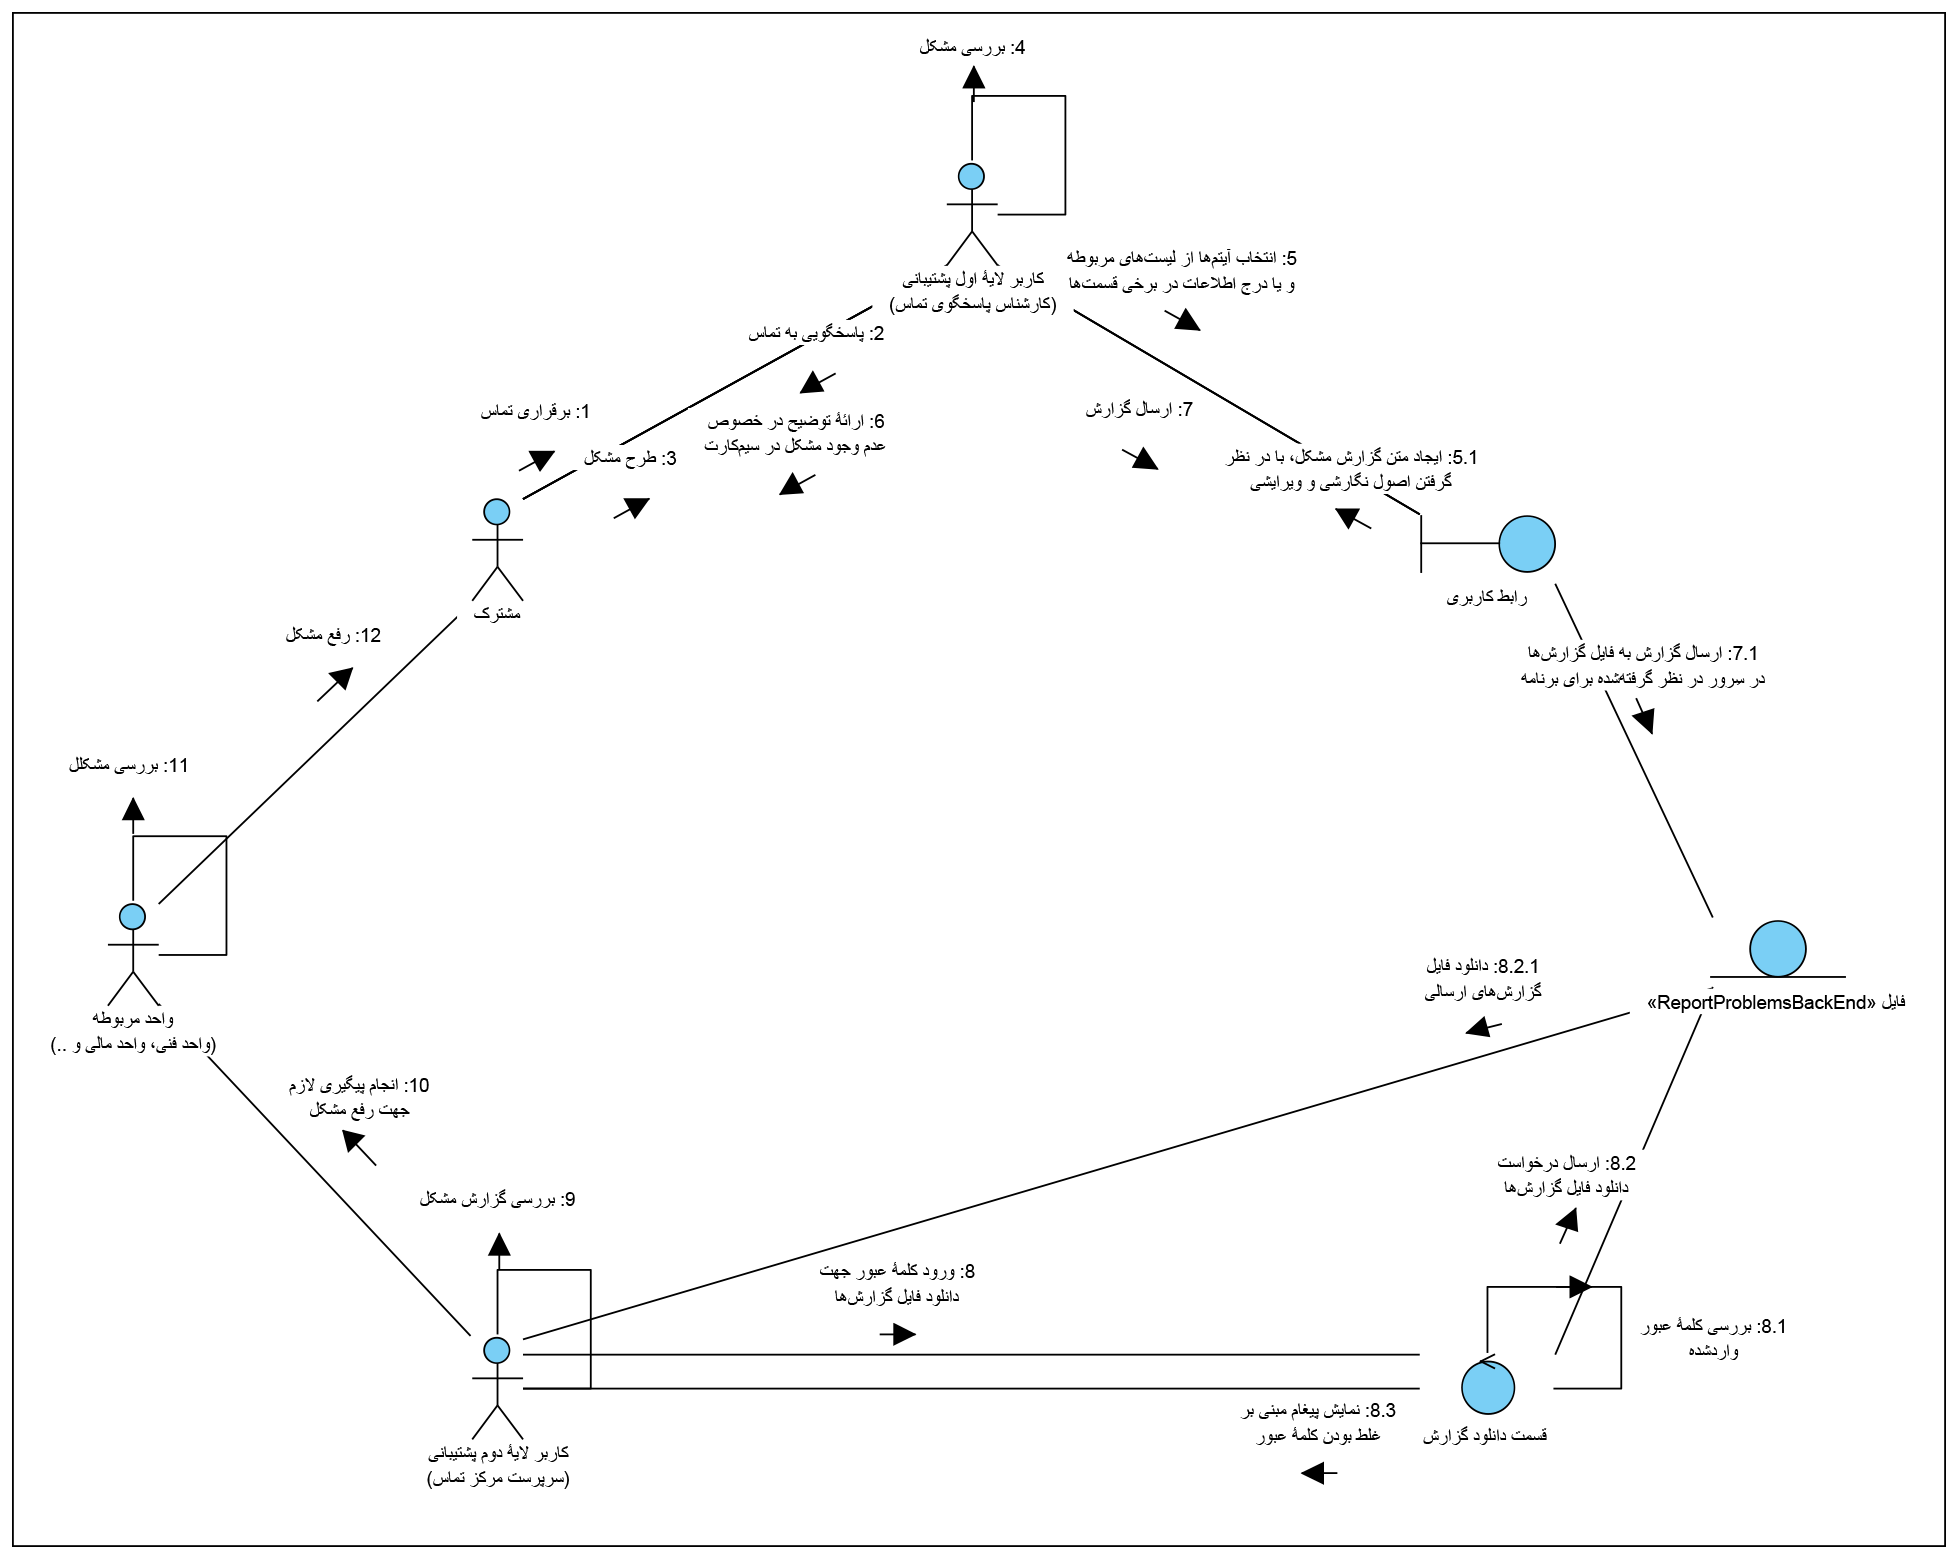 4: بررسی مشکل
کاربر لایهٔ اول پشتیبانی
(کارشناس پاسخگوی تماس)
5: انتخاب آیتم‌ها از لیست‌های مربوطه
و یا درج اطلاعات در برخی قسمت‌ها
2: پاسخگویی به تماس
1: برقراری تماس
6: ارائهٔ توضیح در خصوص
عدم وجود مشکل در سیم‌کارت
7: ارسال گزارش
3: طرح مشکل
5.1: ایجاد متن گزارش مشکل، با در نظر
گرفتن اصول نگارشی و ویرایشی
رابط کاربری
مشترک
12: رفع مشکل
7.1: ارسال گزارش به فایل گزارش‌ها
در سِرور در نظر گرفته‌شده برای برنامه
11: بررسی مشکلل
واحد مربوطه
(واحد فنی، واحد مالی و ..)
8.2.1: دانلود فایل
گزارش‌های ارسالی
فایل «ReportProblemsBackEnd»
10: انجام پیگیری لازم
جهت رفع مشکل
8.2: ارسال درخواست
دانلود فایل گزارش‌ها
9: بررسی گزارش مشکل
8: ورود کلمهٔ عبور جهت
دانلود فایل گزارش‌ها
8.1: بررسی کلمهٔ عبور
واردشده
8.3: نمایش پیغام مبنی بر
غلط بودن کلمهٔ عبور
قسمت دانلود گزارش
کاربر لایهٔ دوم پشتیبانی
(سرپرست مرکز تماس)